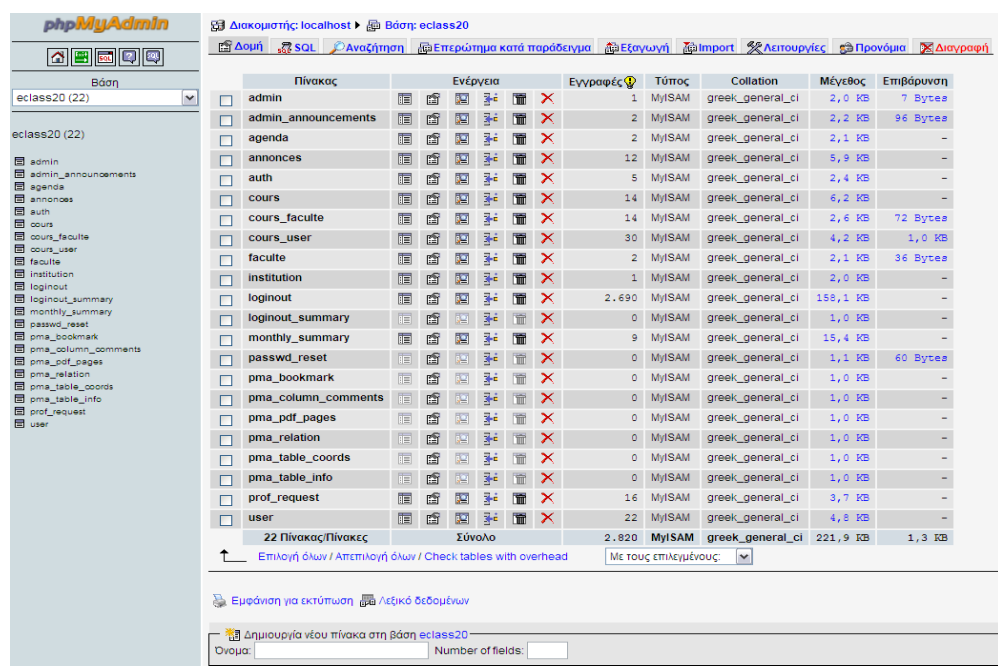 phpMyAdmin
SQL
Βάση
eclass20 (22)
eclass20 (22)
admin
admin_announcements
agenda
annonces
auth
cours
cours_faculte
cours_user
faculte
institution
loginout
loginout_summary
monthly_summary
passwd_reset
pma_bookmark
pma_column_comments
pma_pdf_pages
pma_relation
pma_table_coords
pma_table_info
prof_request
user
Διακομιστής: localhost Βάση: eclass20
Δομή SQL Αναζήτηση Επερώτημα κατά παράδειγμα Εξαγωγή Import Λειτουργίες Προνόμια Διαγραφή
Πίνακας Ενέργεια Εγγραφές Τύπος Collation Μέγεθος Επιβάρυνση
admin 1 MyISAM greek_general_ci 2,0 KB 7 Bytes
admin_announcements 2 MyISAM greek_general_ci 2,2 KB 96 Bytes
agenda 2 MyISAM greek_general_ci 2,1 KB -
annonces 12 MyISAM greek_general_ci 5,9 KB -
auth 5 MyISAM greek_general_ci 2,4 KB -
cours 14 MyISAM greek_general_ci 6,2 KB -
cours_faculte 14 MyISAM greek_general_ci 2,6 KB 72 Bytes
cours_user 30 MyISAM greek_general_ci 4,2 KB 1,0 KB
faculte 2 MyISAM greek_general_ci 2,1 KB 36 Bytes
institution 1 MyISAM greek_general_ci 2,0 KB -
loginout 2.690 MyISAM greek_general_ci 158,1 KB -
loginout_summary 0 MyISAM greek_general_ci 1,0 KB -
monthly_summary 9 MyISAM greek_general_ci 15,4 KB -
passwd_reset 0 MyISAM greek_general_ci 1,1 KB 60 Bytes
pma_bookmark 0 MyISAM greek_general_ci 1,0 KB -
pma_column_comments 0 MyISAM greek_general_ci 1,0 KB -
pma_pdf_pages 0 MyISAM greek_general_ci 1,0 KB -
pma_relation 0 MyISAM greek_general_ci 1,0 KB -
pma_table_coords 0 MyISAM greek_general_ci 1,0 KB -
pma_table_info 0 MyISAM greek_general_ci 1,0 KB -
prof_request 16 MyISAM greek_general_ci 3,7 KB -
user 22 MyISAM greek_general_ci 4,8 KB -
22 Πίνακας/Πίνακες Σύνολο 2.820 MyISAM greek_general_ci 221,9 KB 1,3 KB
Επιλογή όλων / Απεπιλογή όλων / Check tables with overhead Με τους επιλεγμένους:
Εμφάνιση για εκτύπωση Λεξικό δεδομένων
Δημιουργία νέου πίνακα στη βάση eclass20
Όνομα: Number of fields: